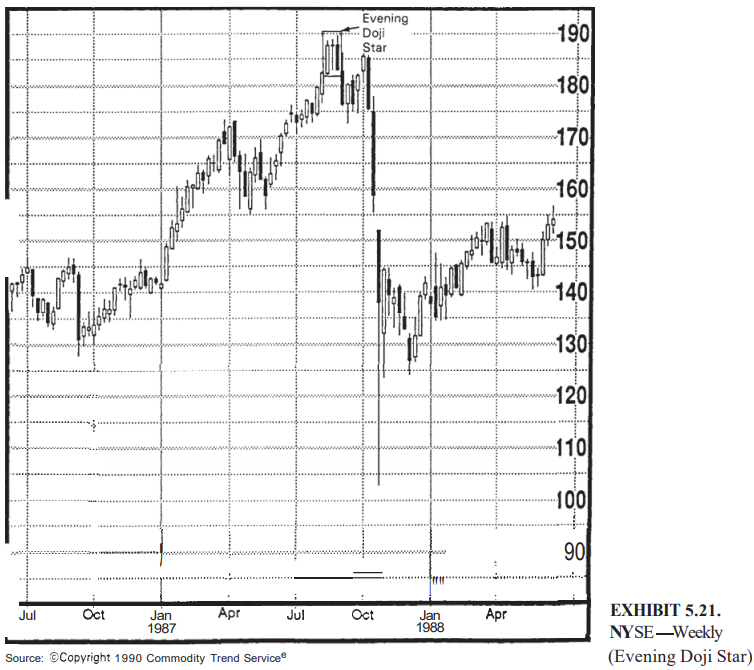 Evening
Doji
Star
190
180
170
160
150
140
130
120
110
100
90
Jul Oct Jan Apr Jul Oct Jan Apr
1987 1988
EXHIBIT 5.21.
NYSE—Weekly
(Evening Doji Star)
Source: ©Copyright 1990 Commodity Trend Service®